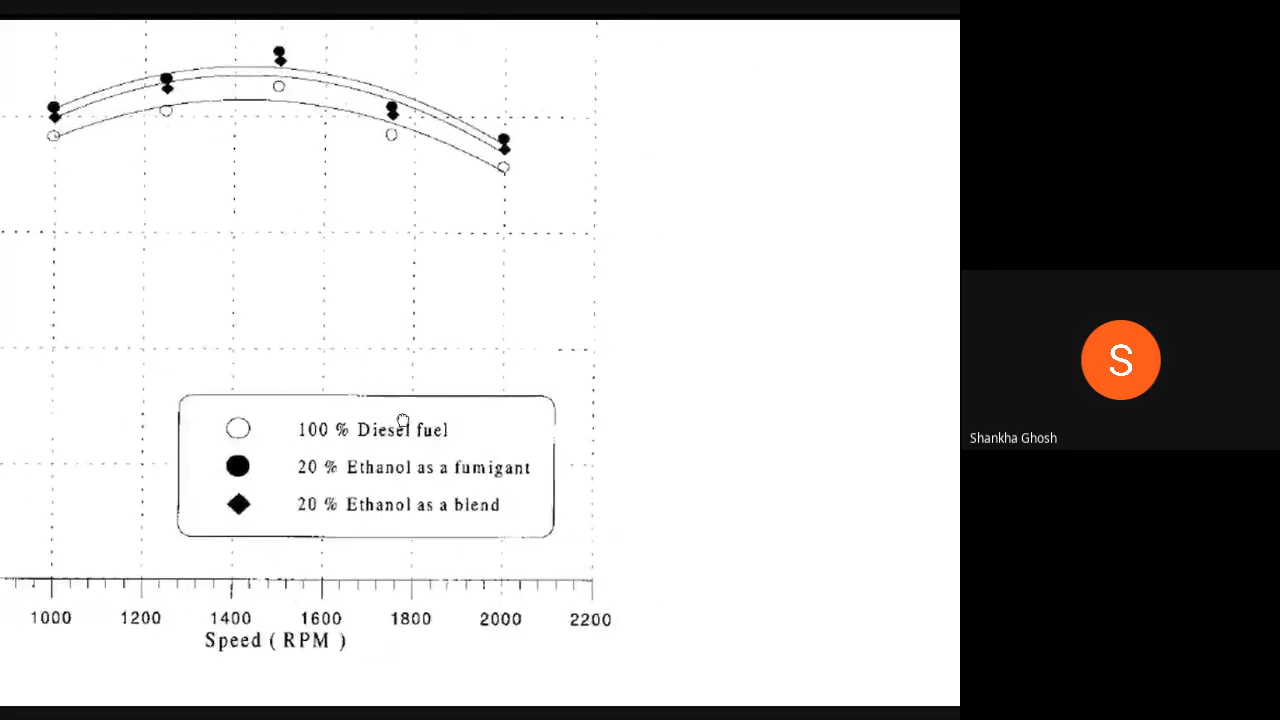 100 % Diesel fuel
20 % Ethanol as a fumigant
20 % Ethanol as a blend
1000 1200 1400 1600 1800 2000 2200
Speed ( RPM )
S
Shankha Ghosh